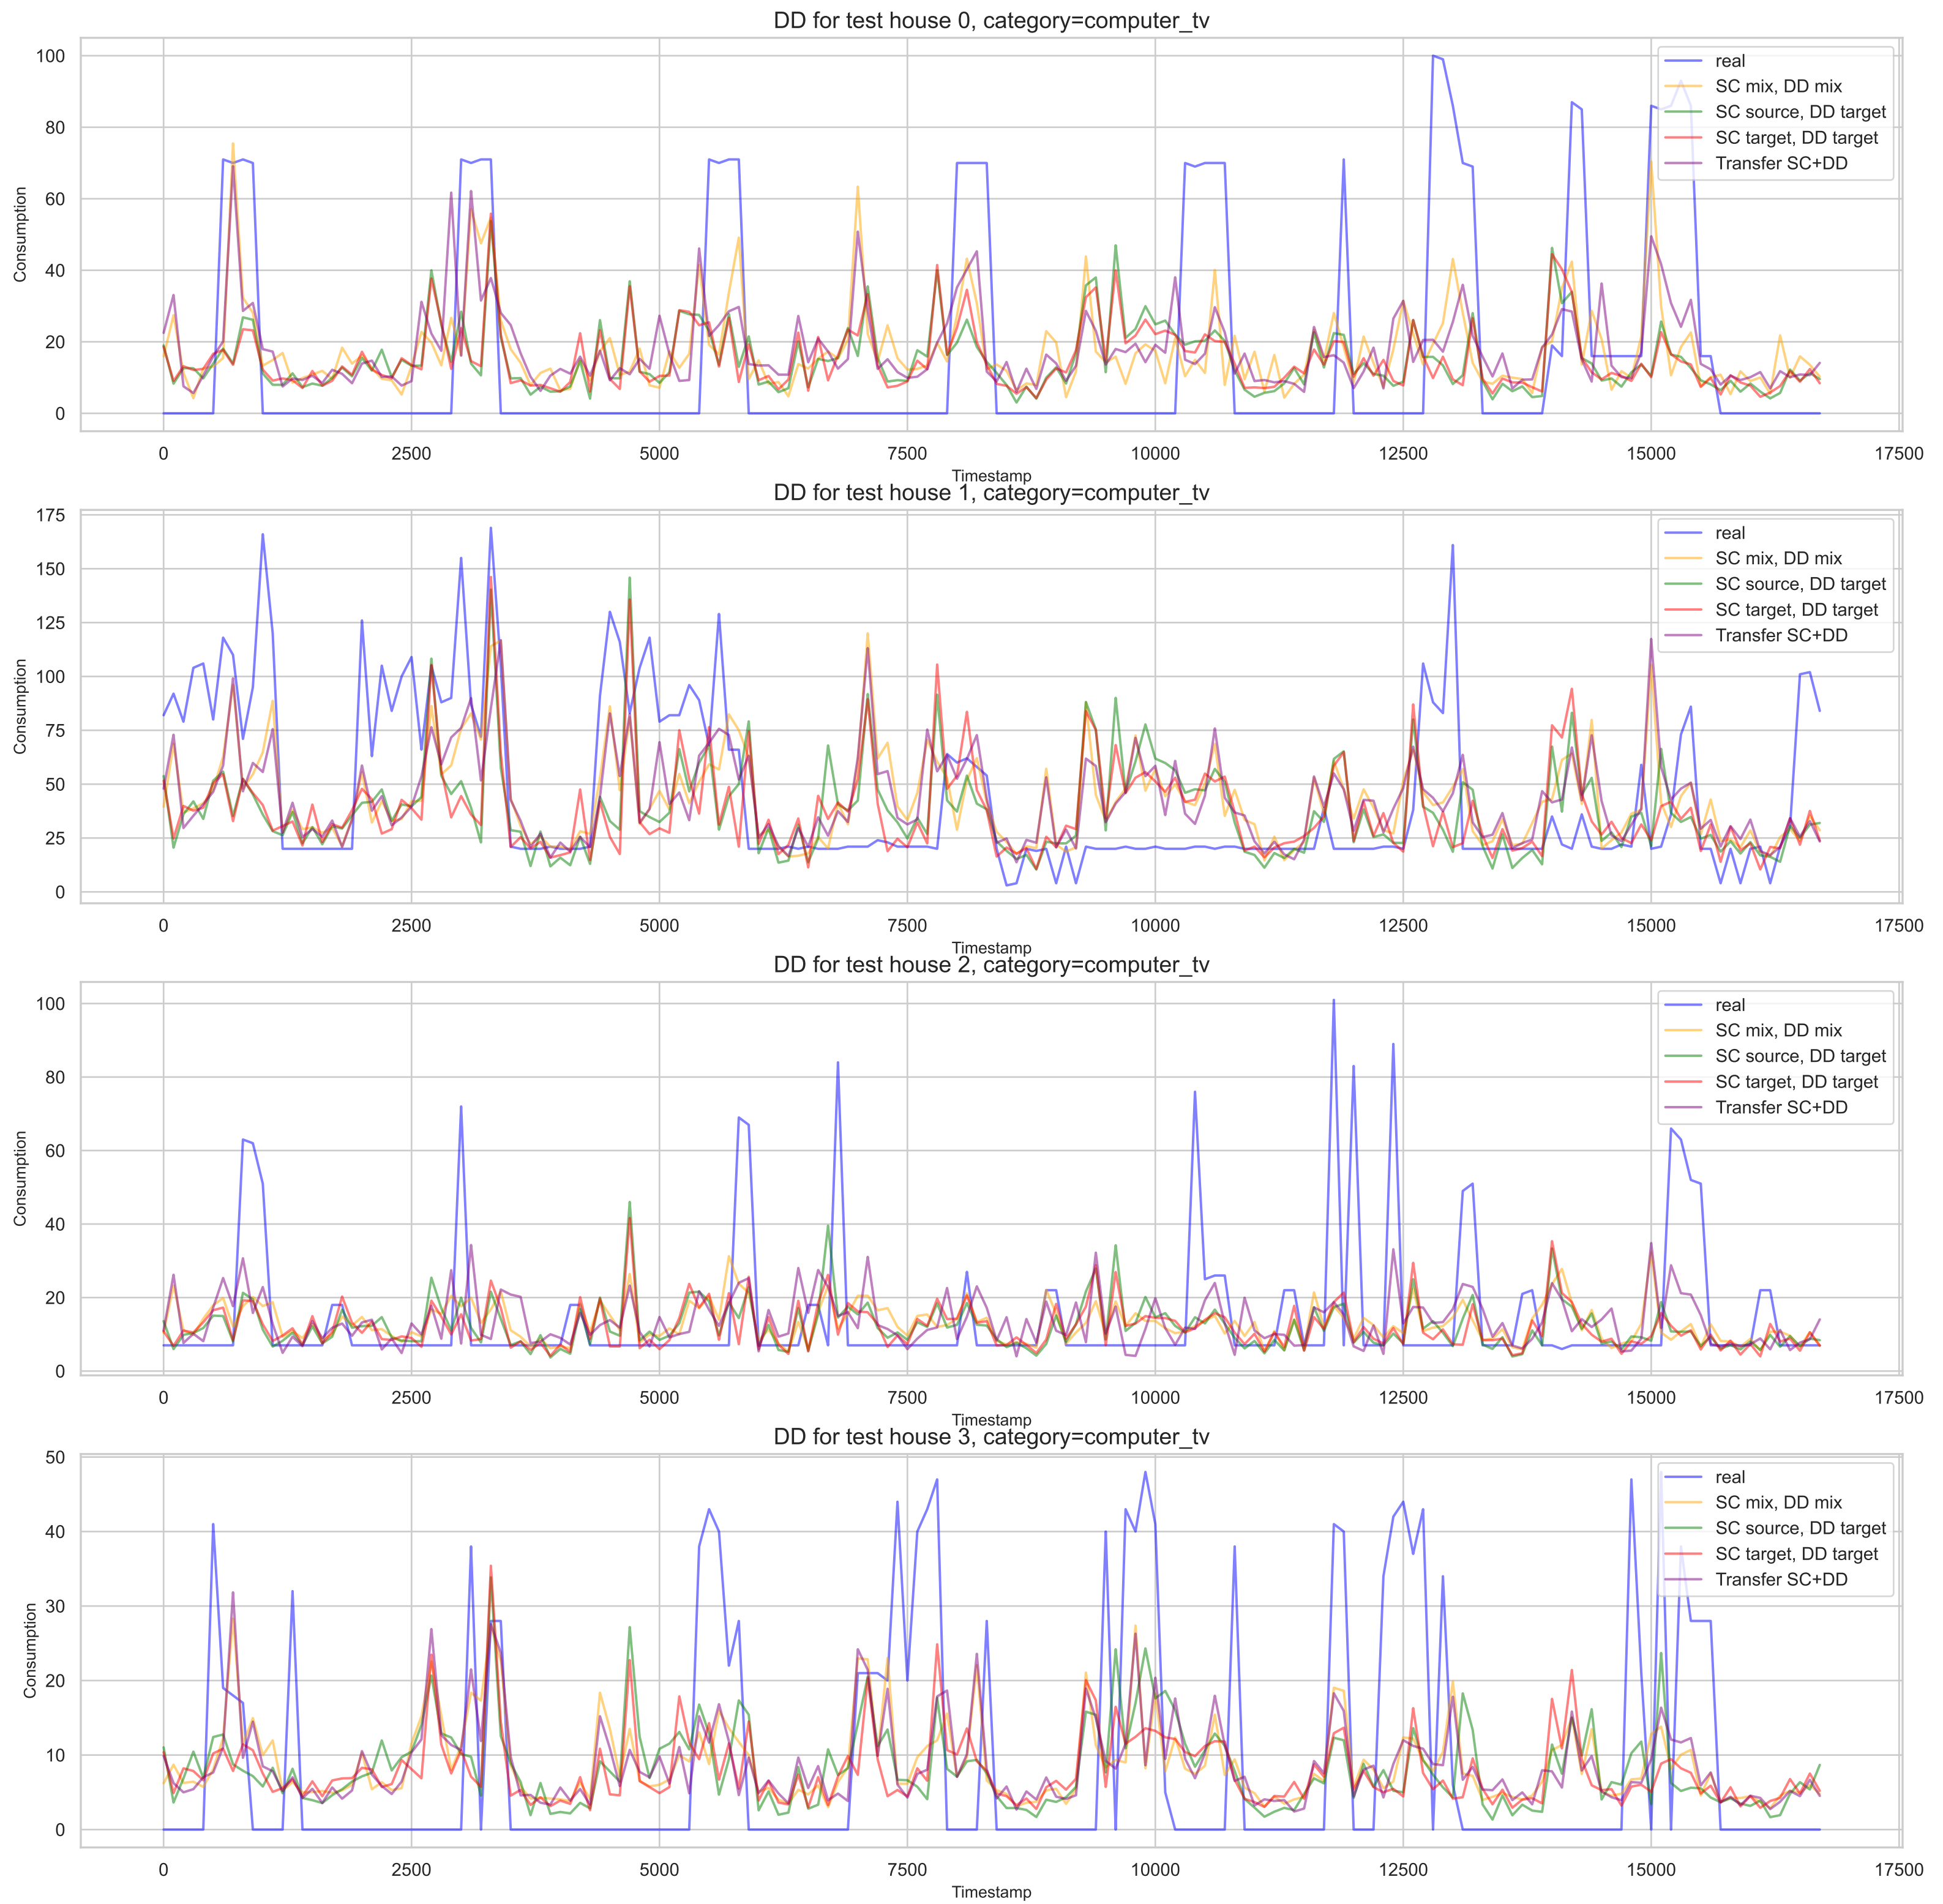 DD for test house 0, category=computer_tv
100
80
60
40
20
0
Consumption
real
SC mix, DD mix
SC source, DD target
SC target, DD target
Transfer SC+DD
0 2500 5000 7500 10000 12500 15000 17500
Timestamp
DD for test house 1, category=computer_tv
175
150
125
100
75
50
25
0
Consumption
real
SC mix, DD mix
SC source, DD target
SC target, DD target
Transfer SC+DD
0 2500 5000 7500 10000 12500 15000 17500
Timestamp
DD for test house 2, category=computer_tv
100
80
60
40
20
0
Consumption
real
SC mix, DD mix
SC source, DD target
SC target, DD target
Transfer SC+DD
0 2500 5000 7500 10000 12500 15000 17500
Timestamp
DD for test house 3, category=computer_tv
50
40
30
20
10
0
Consumption
real
SC mix, DD mix
SC source, DD target
SC target, DD target
Transfer SC+DD
0 2500 5000 7500 10000 12500 15000 17500
Timestamp